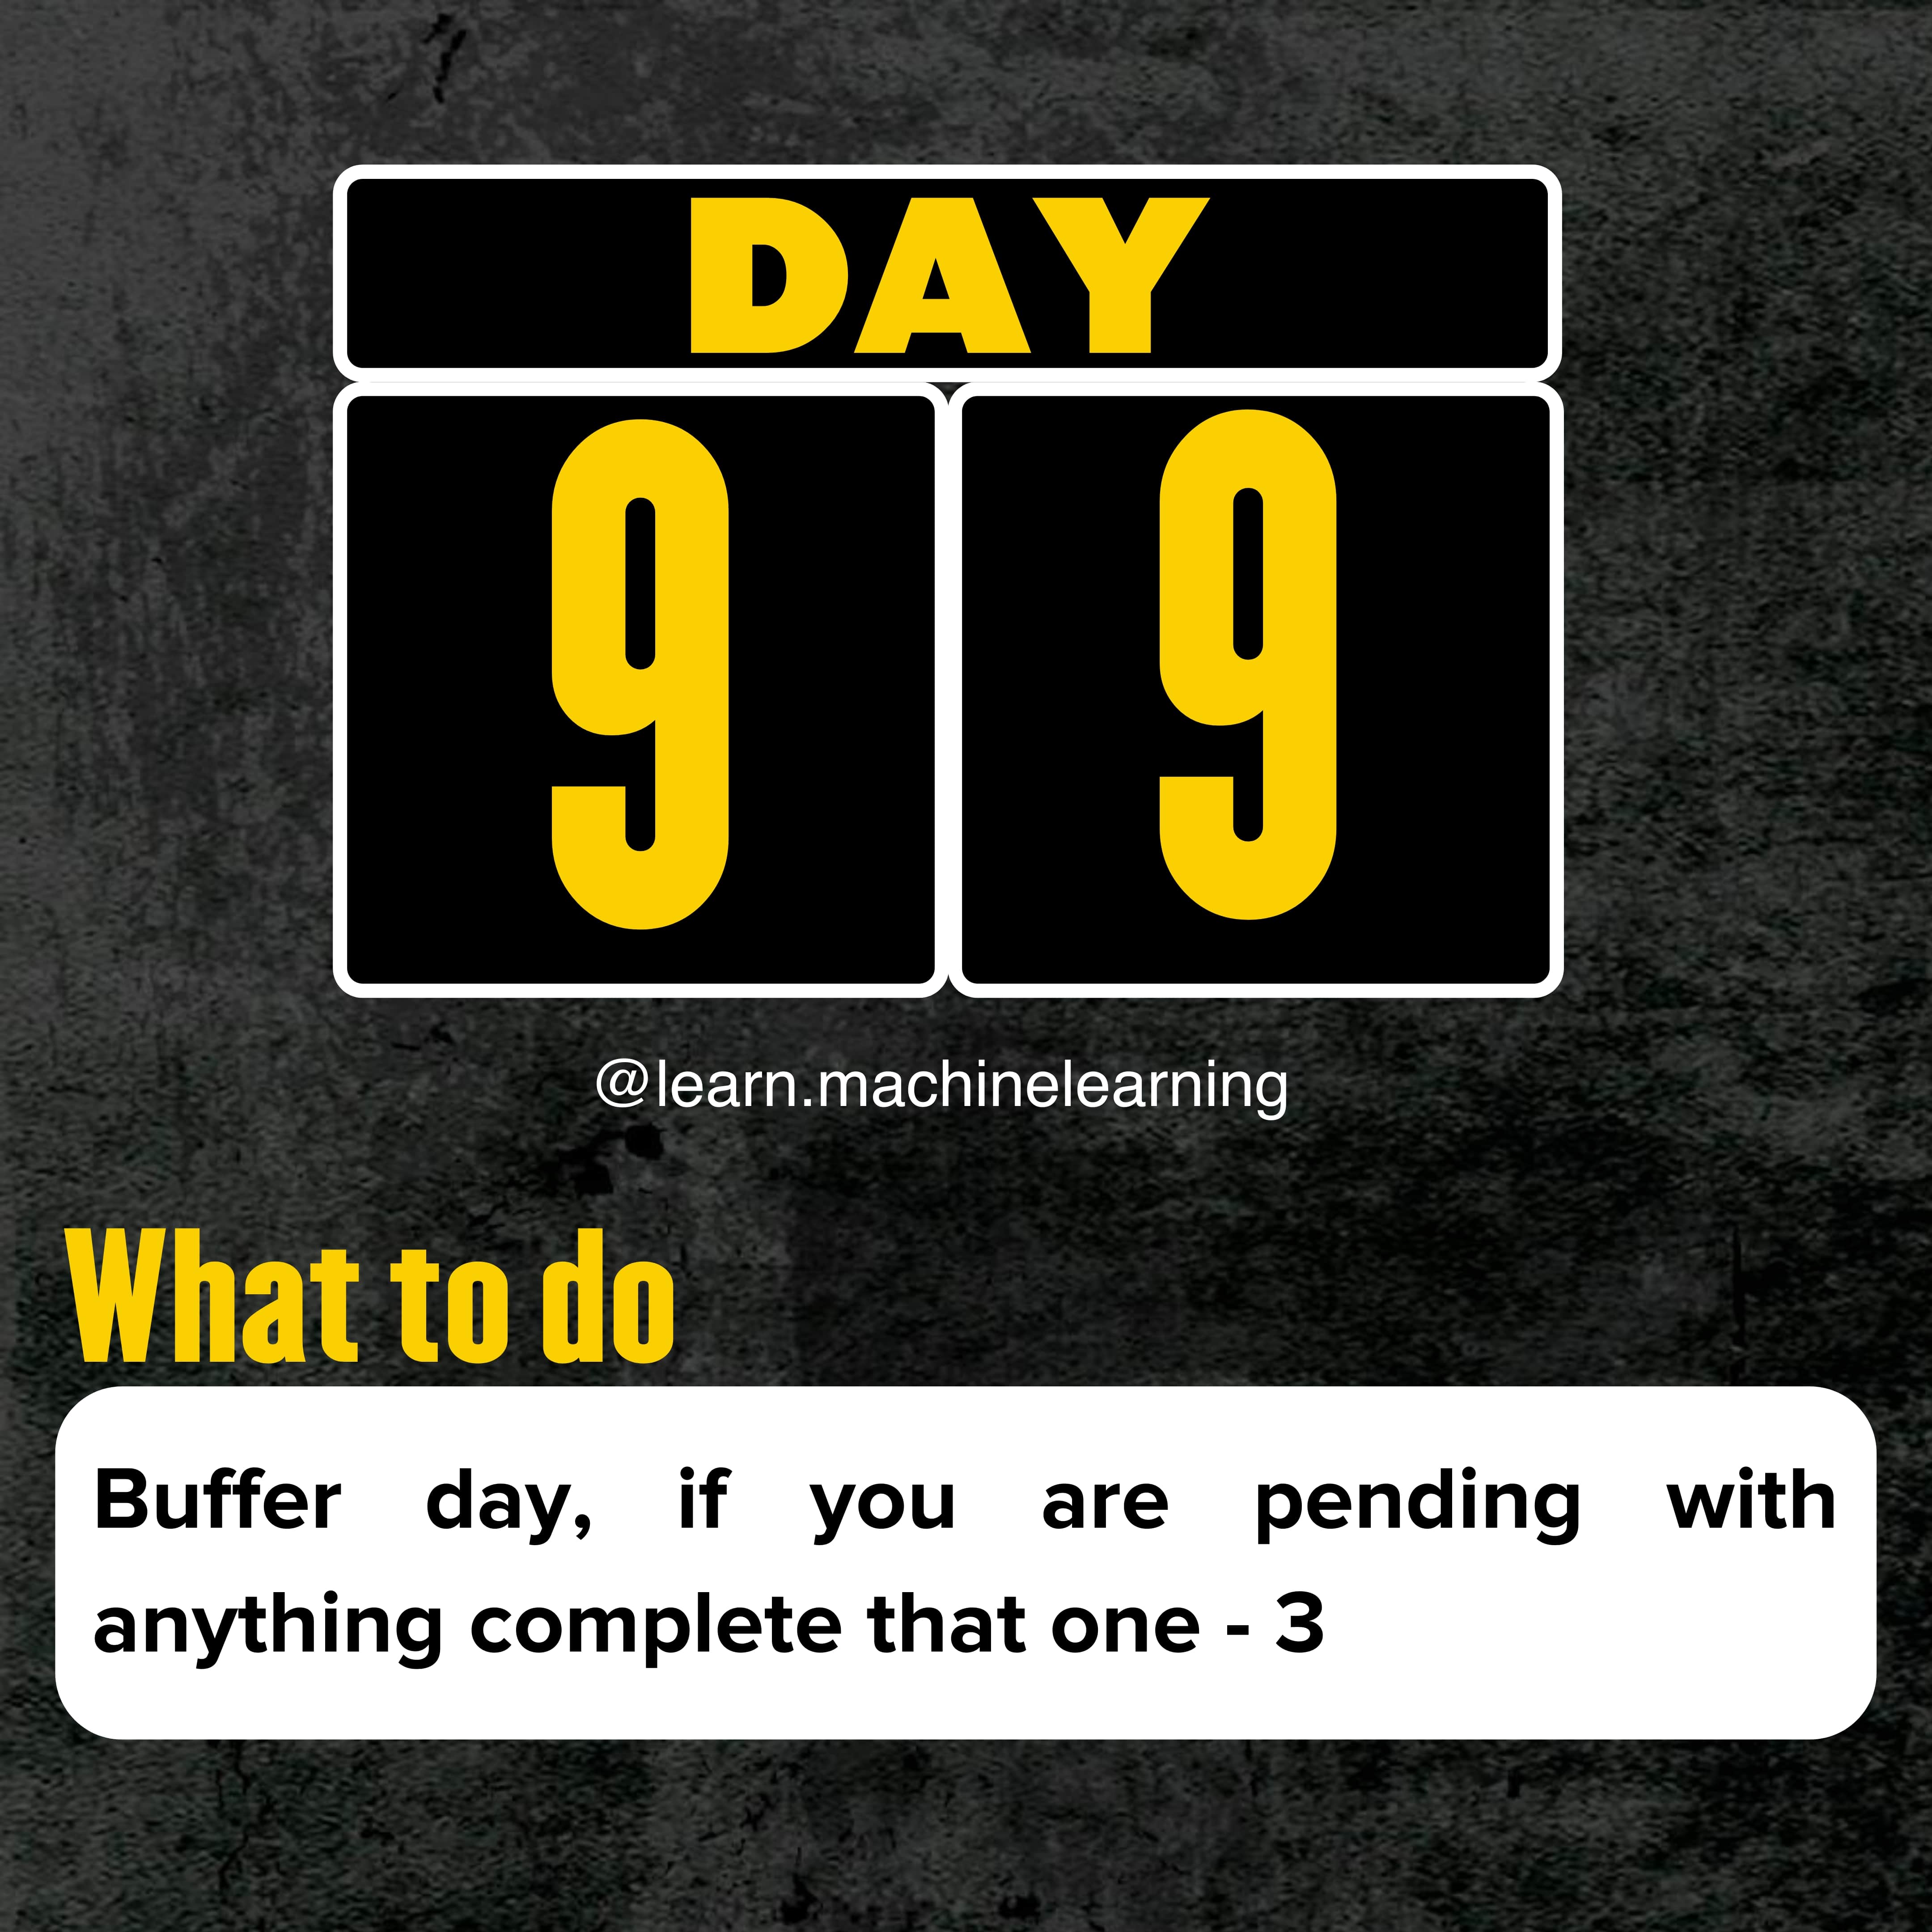 DAY
9 9
@learn.machinelearning
What to do
Buffer day, if you are pending with
anything complete that one - 3